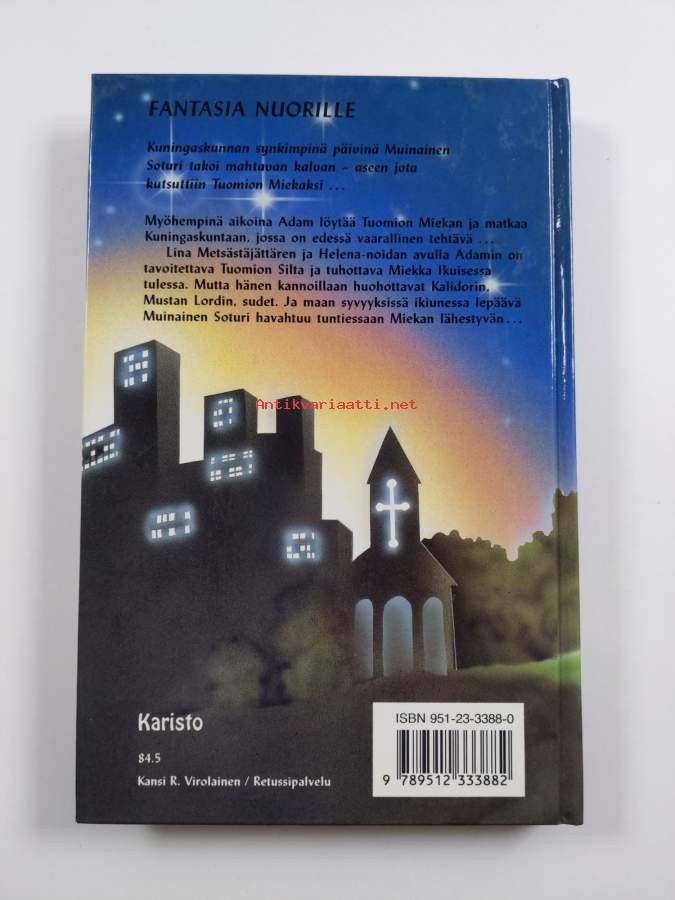 FANTASIA NUORILLE
Kuningaskunnan synkimpinä päivinä Muinainen
Soturi takoi mahtavan kalvan – aseen jota
kutsuttiin Tuomion Miekaksi ...
Myöhempinä aikoina Adam löytää Tuomion Miekan ja matkaa
Kuningaskuntaan, jossa on edessä vaarallinen tehtävä ...
Lina Metsästäjättären ja Helena-noidan avulla Adamin on
tavoitettava Tuomion Silta ja tuhottava Miekka Ikuisessa
tulessa. Mutta hänen kannoillaan huohottavat Kalidorin,
Mustan Lordin, sudet. Ja maan syvyyksissä ikiunessa lepäävä
Muinainen Soturi havahtuu tuntiessaan Miekan lähestyvän ...
Antikvariaatti.net
Karisto
84.5
Kansi R. Virolainen / Retussipalvelu
ISBN 951-23-3388-0
9 789512 333882